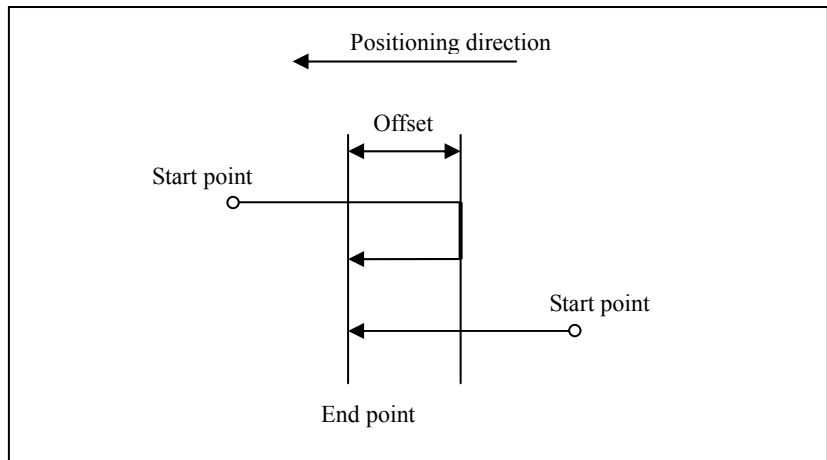 Positioning direction
Offset
Start point
Start point
End point